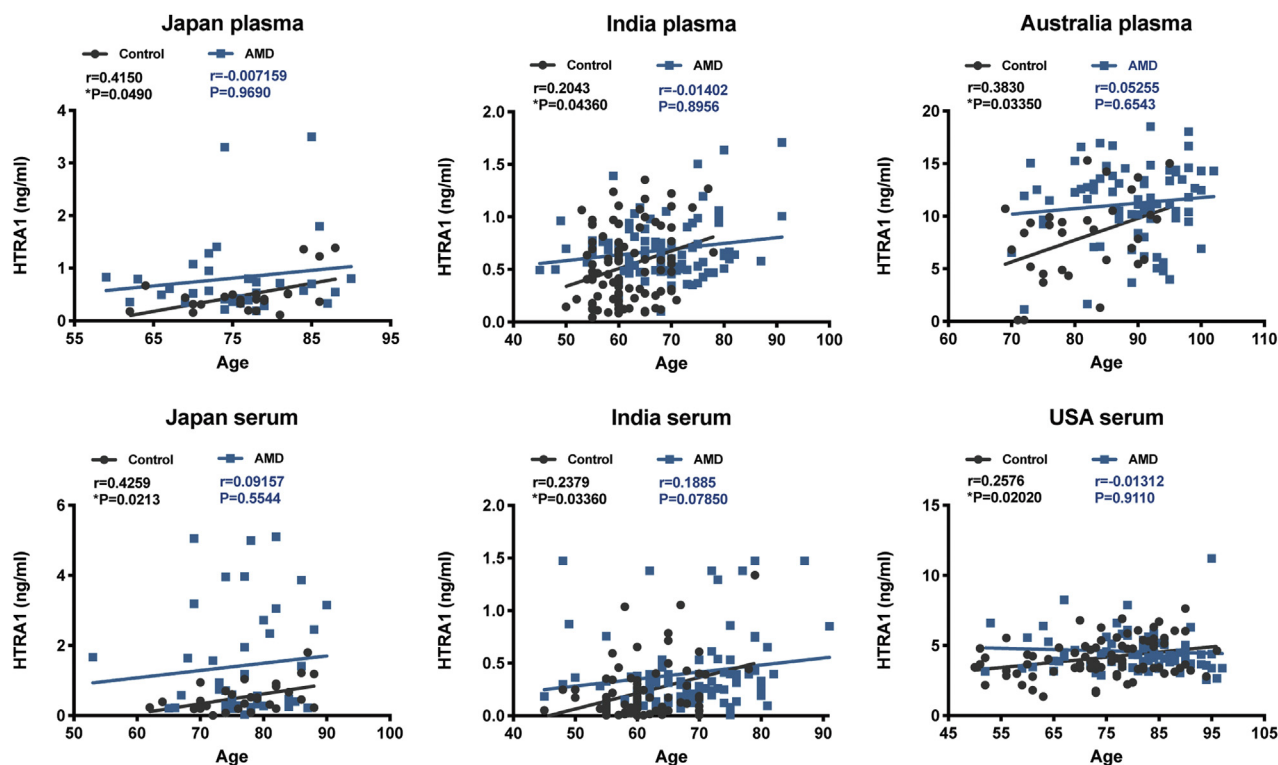 Japan plasma
Control AMD
r=0.4150 r=-0.007159
*P=0.0490 P=0.9690
4
3
2
1
0
HTRA1 (ng/ml)
55 65 75 85 95
Age
India plasma
Control AMD
r=0.2043 r=-0.01402
*P=0.04360 P=0.8956
2.0
1.5
1.0
0.5
0.0
HTRA1 (ng/ml)
40 50 60 70 80 90 100
Age
Australia plasma
Control AMD
r=0.3830 r=0.05255
*P=0.03350 P=0.6543
20
15
10
5
0
HTRA1 (ng/ml)
60 70 80 90 100 110
Age
Japan serum
Control AMD
r=0.4259 r=0.09157
*P=0.0213 P=0.5544
6
4
2
0
HTRA1 (ng/ml)
50 60 70 80 90 100
Age
India serum
Control AMD
r=0.2379 r=0.1885
*P=0.03360 P=0.07850
2.0
1.5
1.0
0.5
0.0
HTRA1 (ng/ml)
40 50 60 70 80 90
Age
USA serum
Control AMD
r=0.2576 r=-0.01312
*P=0.02020 P=0.9110
15
10
5
0
HTRA1 (ng/ml)
45 55 65 75 85 95 105
Age